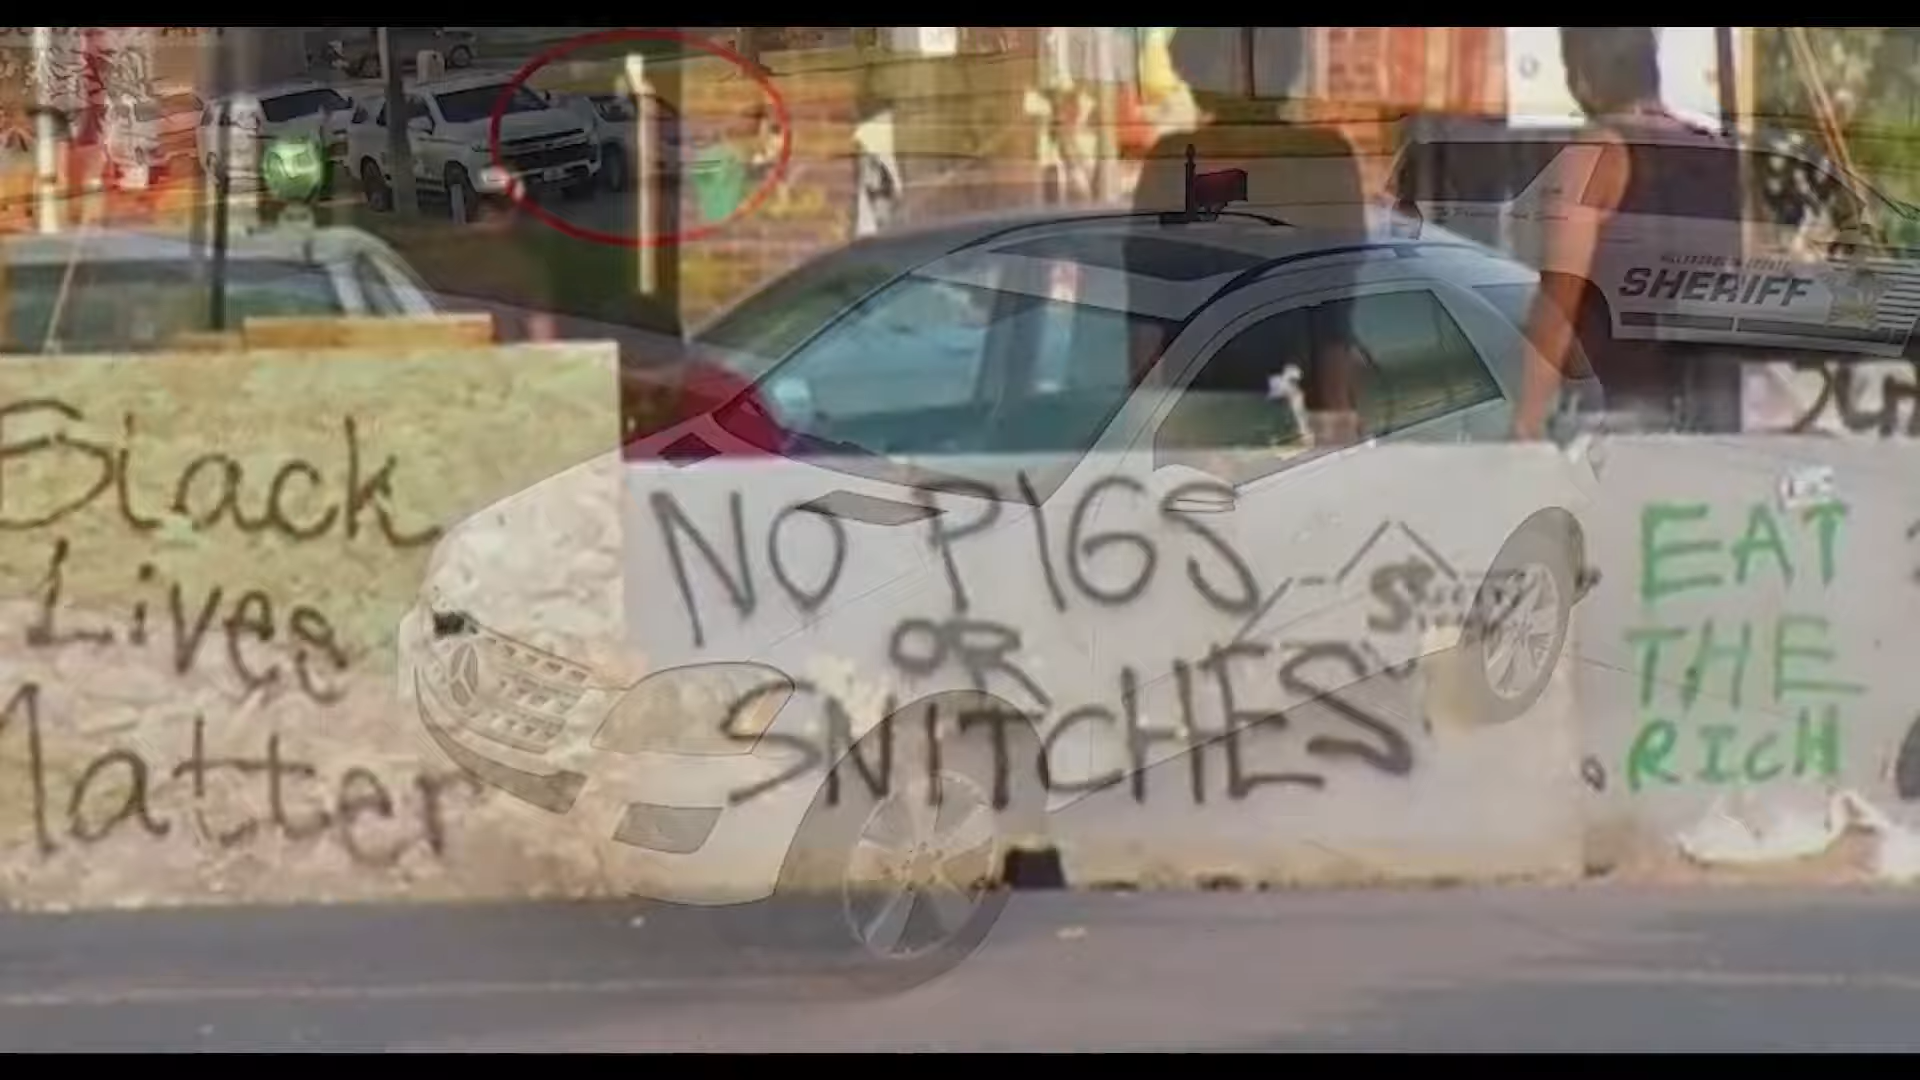 SHERIFF
Black
Lives
Matter
NO PIGS
OR
SNITCHES
EAT
THE
RICH